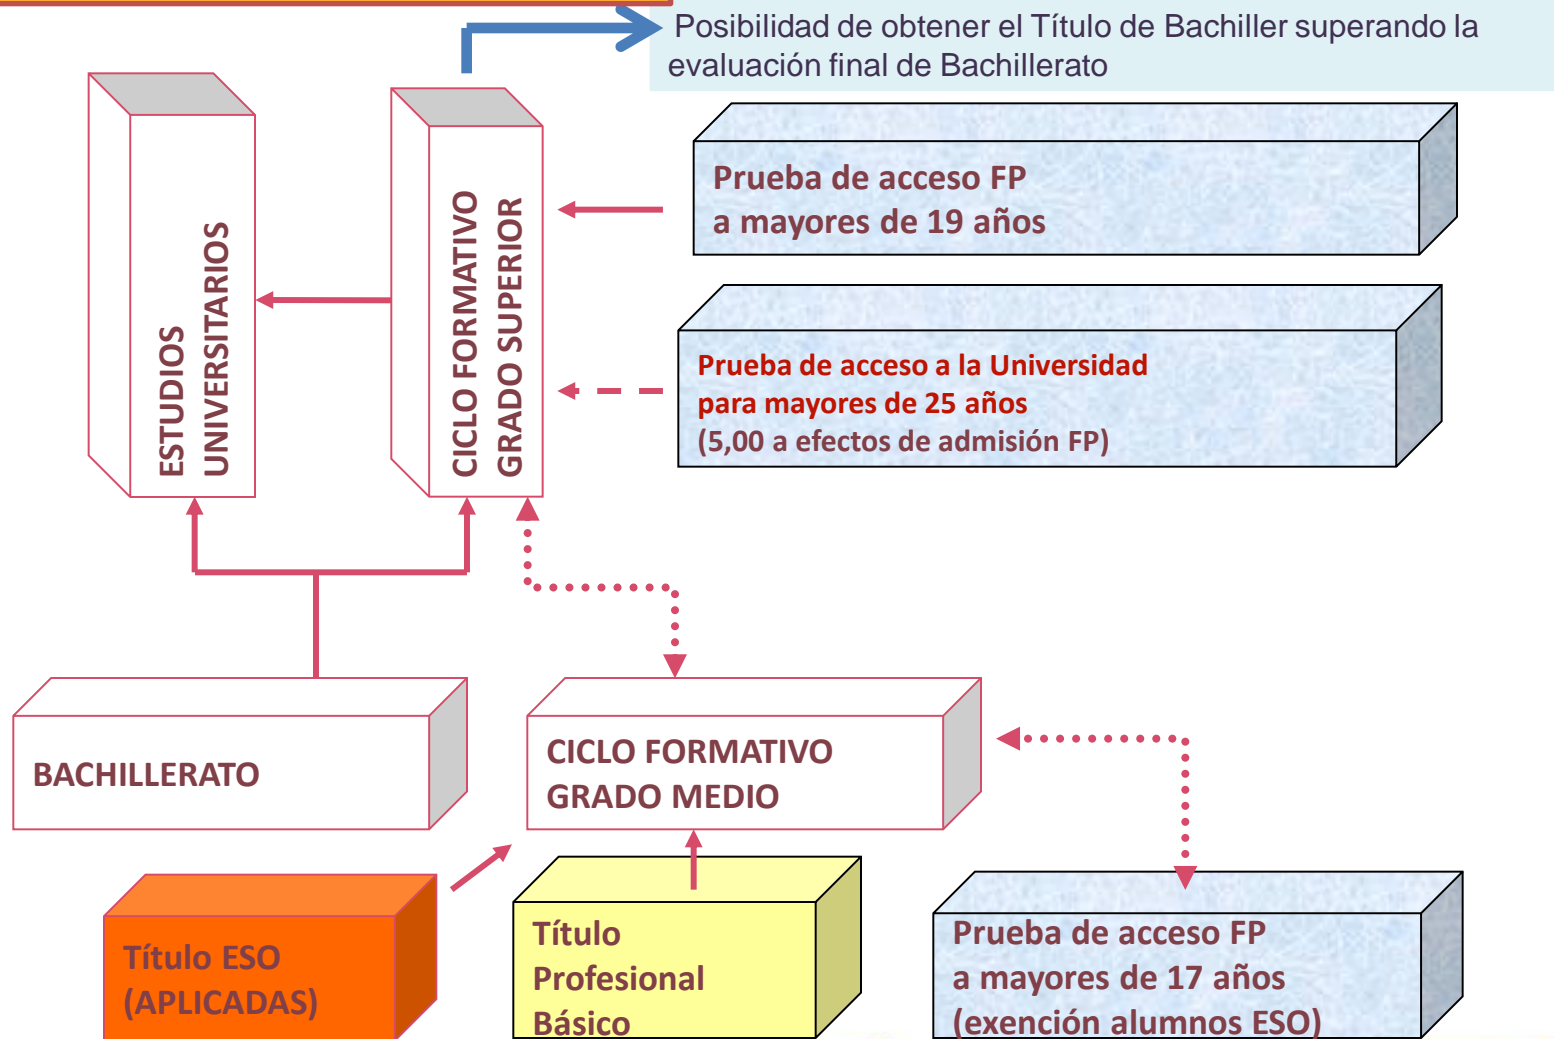 Posibilidad de obtener el Título de Bachiller superando la
evaluación final de Bachillerato
Prueba de acceso FP
a mayores de 19 años
ESTUDIOS
UNIVERSITARIOS
CICLO FORMATIVO
GRADO SUPERIOR
Prueba de acceso a la Universidad
para mayores de 25 años
(5,00 a efectos de admisión FP)
BACHILLERATO
CICLO FORMATIVO
GRADO MEDIO
Título ESO
(APLICADAS)
Título
Profesional
Básico
Prueba de acceso FP
a mayores de 17 años
(exención alumnos ESO)